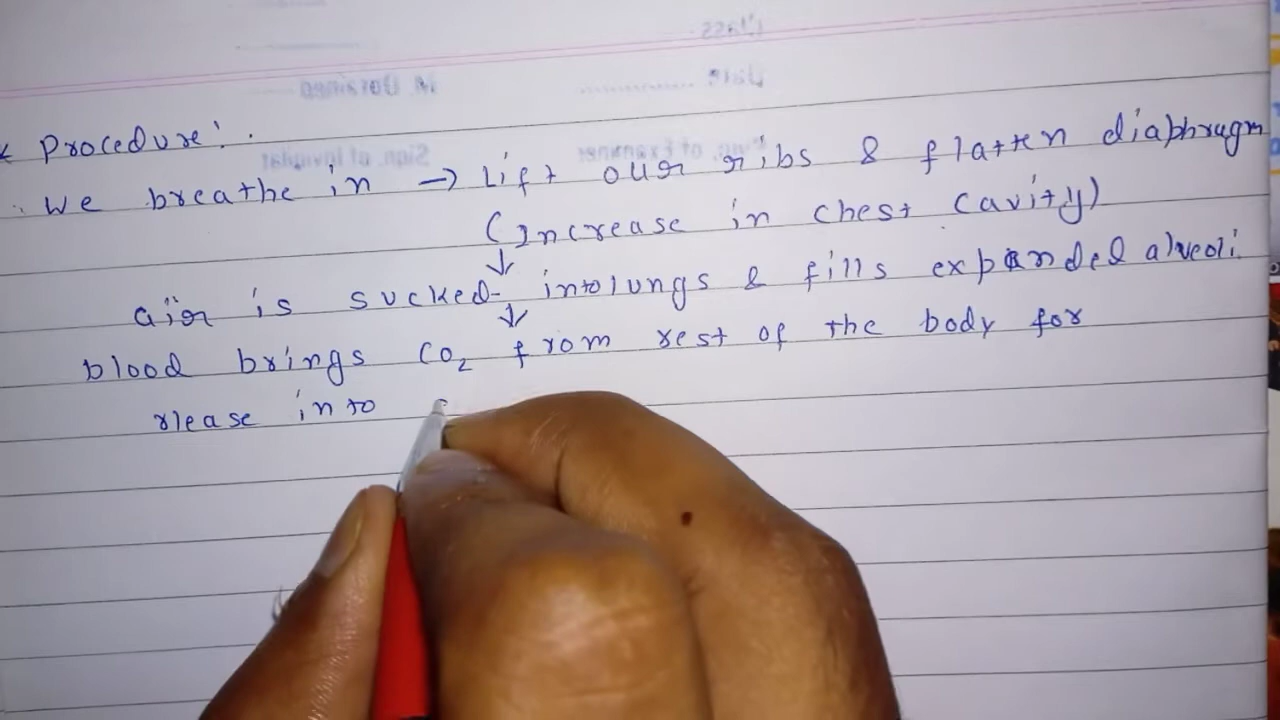 * Procedure:
We breathe in → Lift our ribs & flatten diaphragm
(Increase in chest cavity)
↓
air is sucked into lungs & fills expanded alveoli.
↓
blood brings CO₂ from rest of the body for
rlease into